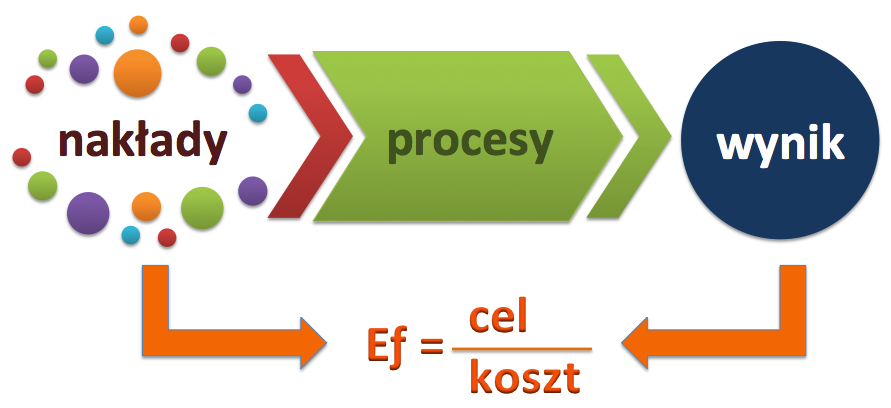 nakłady
procesy
wynik
Ef = cel
koszt